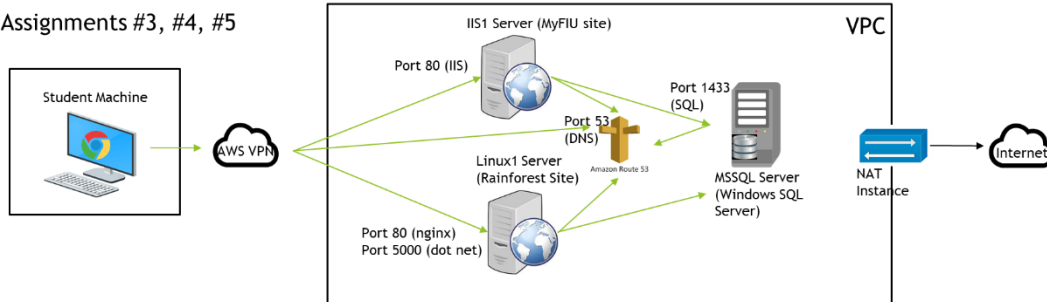 Assignments #3, #4, #5
Student Machine
AWS VPN
IIS1 Server (MyFIU site)
Port 80 (IIS)
VPC
Port 1433
(SQL)
Port 53
(DNS)
Amazon Route 53
Linux1 Server
(Rainforest Site)
Port 80 (nginx)
Port 5000 (dot net)
MSSQL Server
(Windows SQL
Server)
NAT
Instance
Internet